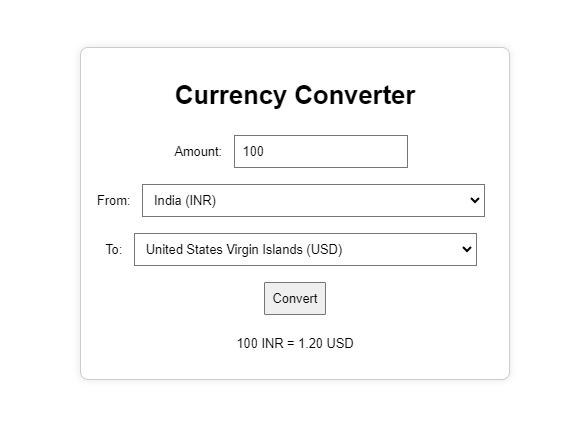 Currency Converter
Amount: 100
From: India (INR)
To: United States Virgin Islands (USD)
Convert
100 INR = 1.20 USD